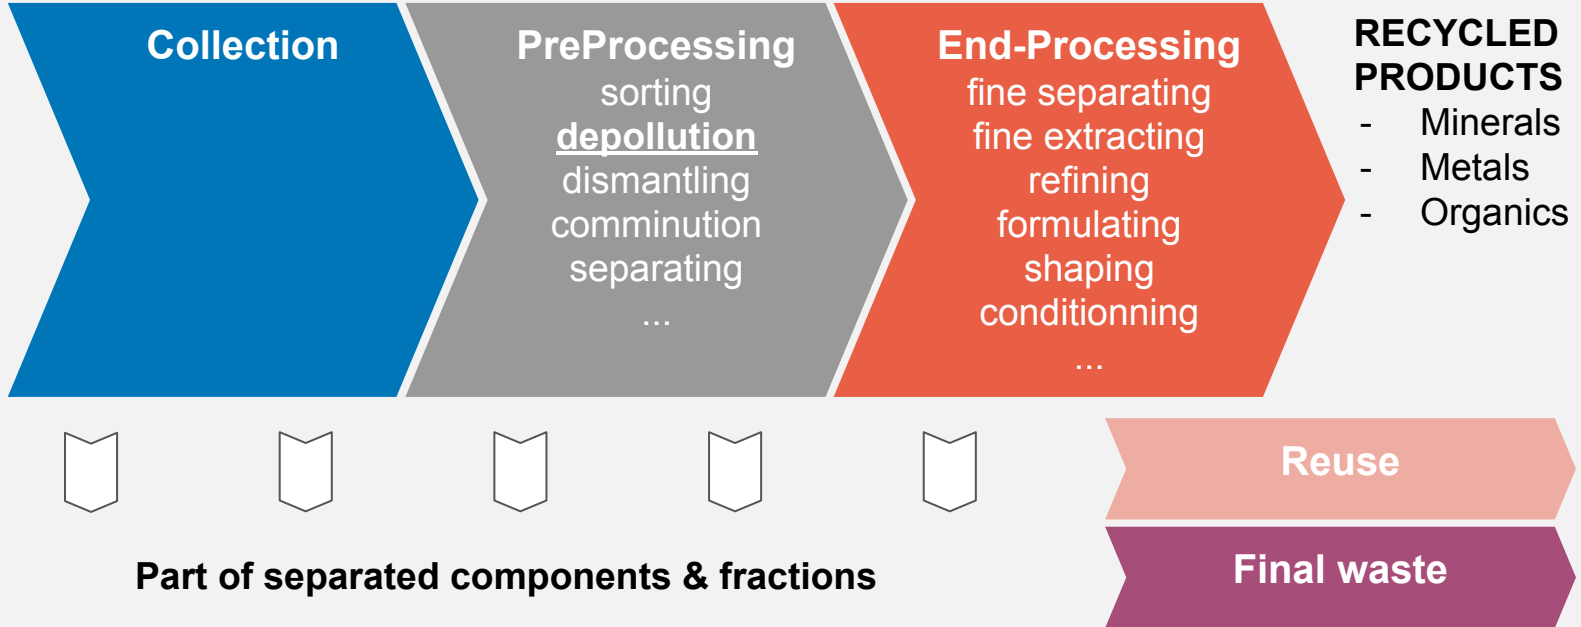 Collection
PreProcessing
sorting
depollution
dismantling
comminution
separating
...
End-Processing
fine separating
fine extracting
refining
formulating
shaping
conditionning
...
RECYCLED
PRODUCTS
- Minerals
- Metals
- Organics
Part of separated components & fractions
Reuse
Final waste